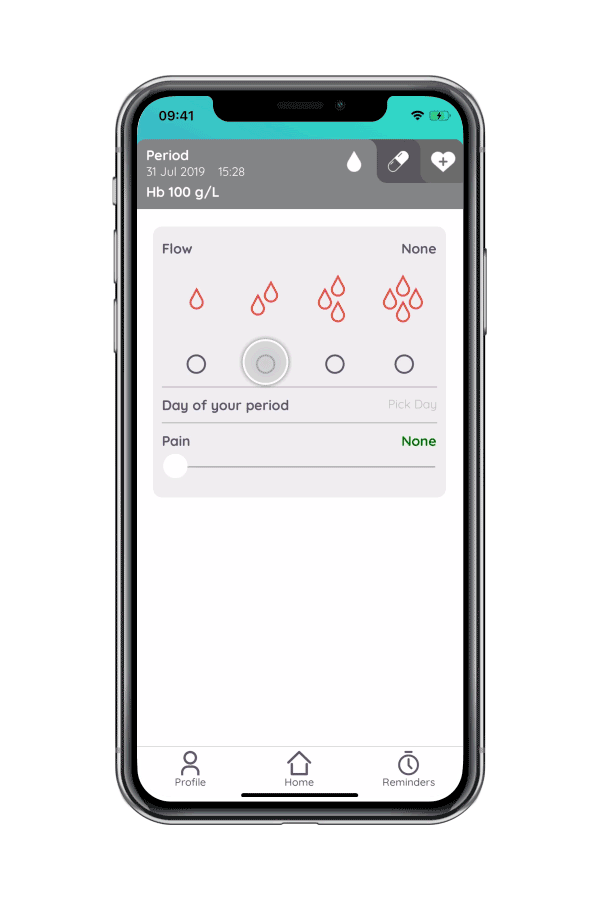 09:41
Period
31 Jul 2019 15:28
Hb 100 g/L
Flow None
Day of your period Pick Day
Pain None
Profile Home Reminders